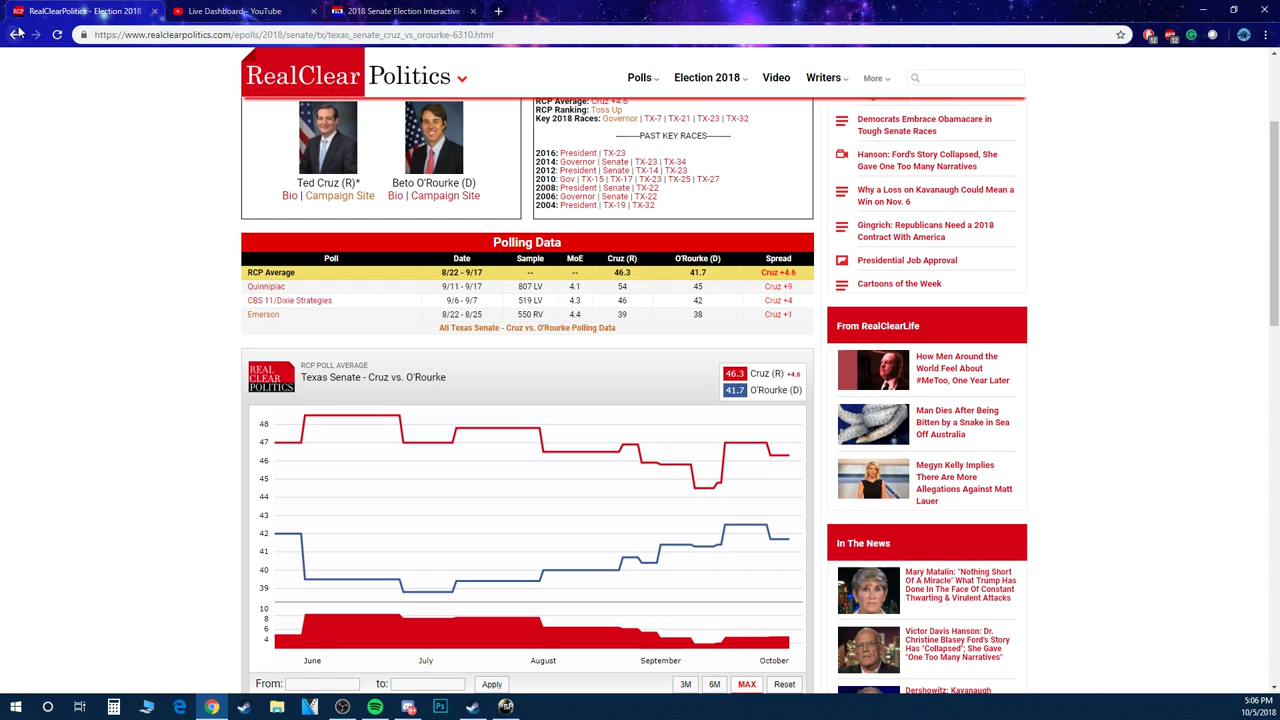 https://www.realclearpolitics.com/epolls/2018/senate/tx/texas_senate_cruz_vs_orourke-6310.html
12
12
RealClear Politics
Polls
Election 2018
Video
Writers
More
RCP Average: Cruz +4.6
RCP Ranking: Toss Up
Key 2018 Races: Governor | TX-7 | TX-21 | TX-23 | TX-32
----------PAST KEY RACES----------
2016: President | TX-23
2014: Governor | Senate | TX-23 | TX-34
2012: President | Senate | TX-14 | TX-23
2010: Gov | TX-15 | TX-17 | TX-23 | TX-25 | TX-27
2008: President | Senate | TX-22
2006: Governor | Senate | TX-22
2004: President | TX-19 | TX-32
Ted Cruz (R)*
Bio | Campaign Site
Beto O'Rourke (D)
Bio | Campaign Site
Polling Data
Poll Date Sample MoE Cruz (R) O'Rourke (D) Spread
RCP Average 8/22 - 9/17 -- -- 46.3 41.7 Cruz +4.6
Quinnipiac 9/11 - 9/17 807 LV 4.1 54 45 Cruz +9
CBS 11/Dixie Strategies 9/6 - 9/7 519 LV 4.3 46 42 Cruz +4
Emerson 8/22 - 8/25 550 RV 4.4 39 38 Cruz +1
All Texas Senate - Cruz vs. O'Rourke Polling Data
REAL
CLEAR
POLITICS
RCP POLL AVERAGE
Texas Senate - Cruz vs. O'Rourke
46.3 Cruz (R) +4.6
41.7 O'Rourke (D)
48
47
46
45
44
43
42
41
40
39
10
8
6
4
June July August September October
From: to: Apply 3M 6M MAX Reset
Democrats Embrace Obamacare in
Tough Senate Races
Hanson: Ford's Story Collapsed, She
Gave One Too Many Narratives
Why a Loss on Kavanaugh Could Mean a
Win on Nov. 6
Gingrich: Republicans Need a 2018
Contract With America
Presidential Job Approval
Cartoons of the Week
From RealClearLife
How Men Around the
World Feel About
#MeToo, One Year Later
Man Dies After Being
Bitten by a Snake in Sea
Off Australia
Megyn Kelly Implies
There Are More
Allegations Against Matt
Lauer
In The News
Mary Matalin: "Nothing Short
Of A Miracle" What Trump Has
Done In The Face Of Constant
Thwarting & Virulent Attacks
Victor Davis Hanson: Dr.
Christine Blasey Ford's Story
Has "Collapsed"; She Gave
"One Too Many Narratives"
Dershowitz: Kavanaugh
5:06 PM
10/5/2018